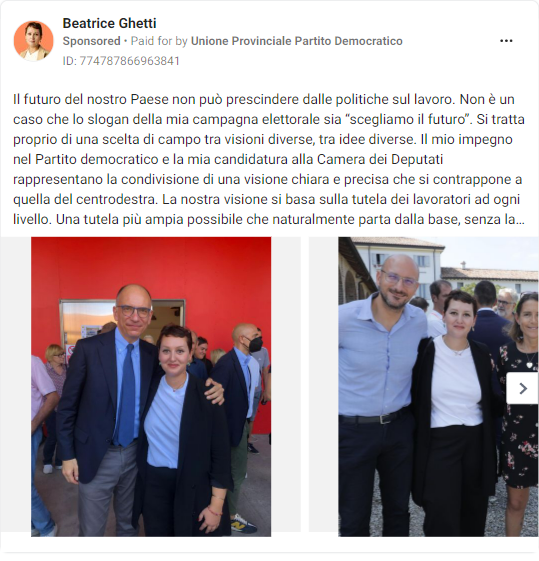 Beatrice Ghetti
Sponsored • Paid for by Unione Provinciale Partito Democratico
ID: 774787866963841
Il futuro del nostro Paese non può prescindere dalle politiche sul lavoro. Non è un
caso che lo slogan della mia campagna elettorale sia “scegliamo il futuro”. Si tratta
proprio di una scelta di campo tra visioni diverse, tra idee diverse. Il mio impegno
nel Partito democratico e la mia candidatura alla Camera dei Deputati
rappresentano la condivisione di una visione chiara e precisa che si contrappone a
quella del centrodestra. La nostra visione si basa sulla tutela dei lavoratori ad ogni
livello. Una tutela più ampia possibile che naturalmente parta dalla base, senza la...